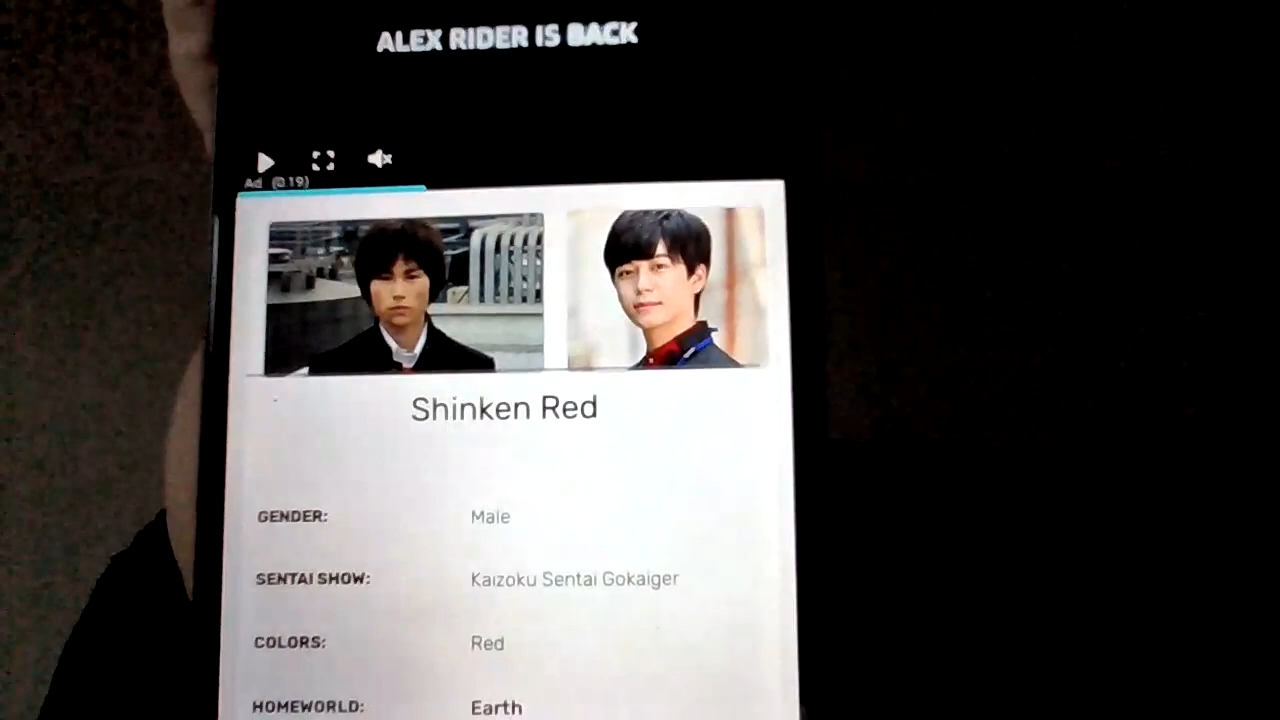 ALEX RIDER IS BACK
Ad (0:19)
Shinken Red
GENDER: Male
SENTAI SHOW: Kaizoku Sentai Gokaiger
COLORS: Red
HOMEWORLD: Earth